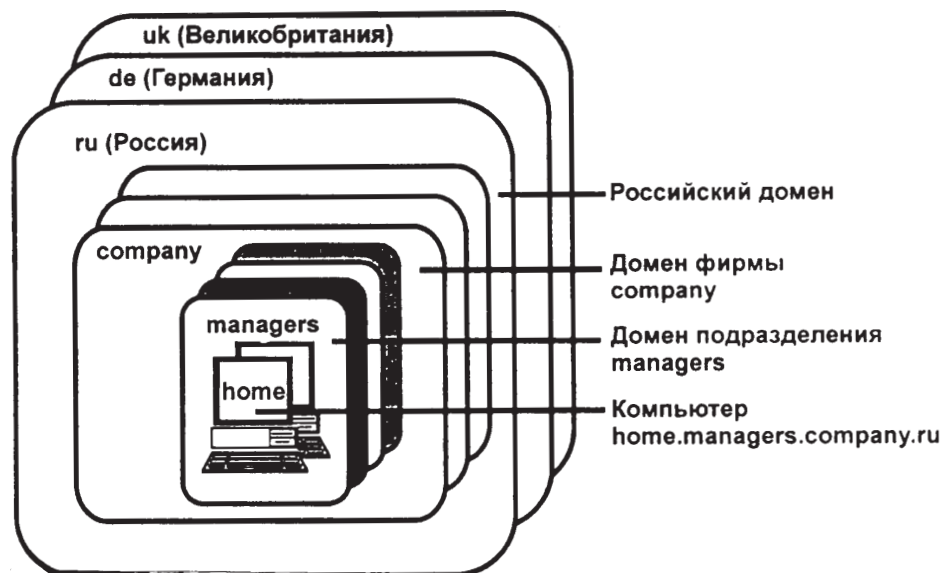 uk (Великобритания)
de (Германия)
ru (Россия)
company
managers
home
Российский домен
Домен фирмы
company
Домен подразделения
managers
Компьютер
home.managers.company.ru